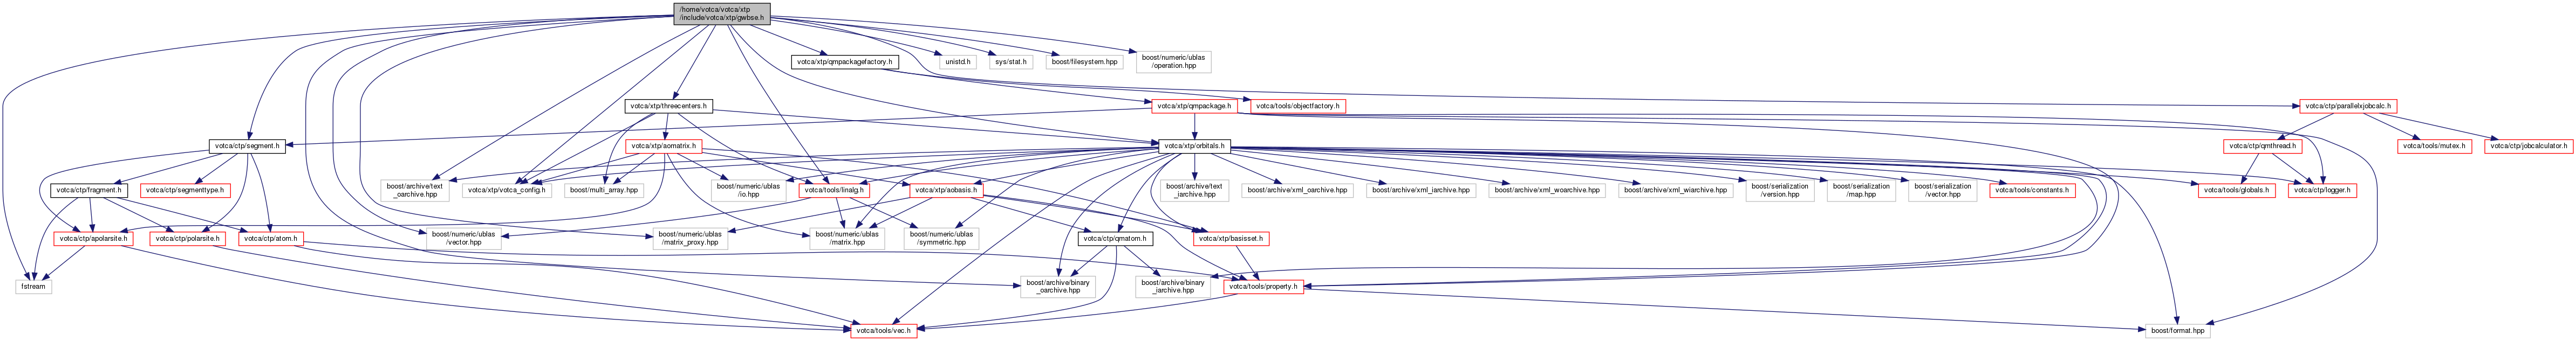 /home/votca/votca/xtp
/include/votca/xtp/gwbse.h
votca/xtp/qmpackagefactory.h
unistd.h
sys/stat.h
boost/filesystem.hpp
boost/numeric/ublas
/operation.hpp
votca/xtp/threecenters.h
votca/xtp/qmpackage.h
votca/tools/objectfactory.h
votca/ctp/parallelxjobcalc.h
votca/ctp/segment.h
votca/xtp/aomatrix.h
votca/xtp/orbitals.h
votca/ctp/qmthread.h
votca/tools/mutex.h
votca/ctp/jobcalculator.h
votca/ctp/fragment.h
votca/ctp/segmenttype.h
boost/archive/text
_oarchive.hpp
votca/xtp/votca_config.h
boost/multi_array.hpp
boost/numeric/ublas
/io.hpp
votca/tools/linalg.h
votca/xtp/aobasis.h
boost/archive/text
_iarchive.hpp
boost/archive/xml_oarchive.hpp
boost/archive/xml_iarchive.hpp
boost/archive/xml_woarchive.hpp
boost/archive/xml_wiarchive.hpp
boost/serialization
/version.hpp
boost/serialization
/map.hpp
boost/serialization
/vector.hpp
votca/tools/constants.h
votca/tools/globals.h
votca/ctp/logger.h
votca/ctp/apolarsite.h
votca/ctp/polarsite.h
votca/ctp/atom.h
boost/numeric/ublas
/vector.hpp
boost/numeric/ublas
/matrix_proxy.hpp
boost/numeric/ublas
/matrix.hpp
boost/numeric/ublas
/symmetric.hpp
votca/ctp/qmatom.h
votca/xtp/basisset.h
fstream
boost/archive/binary
_oarchive.hpp
boost/archive/binary
_iarchive.hpp
votca/tools/property.h
votca/tools/vec.h
boost/format.hpp